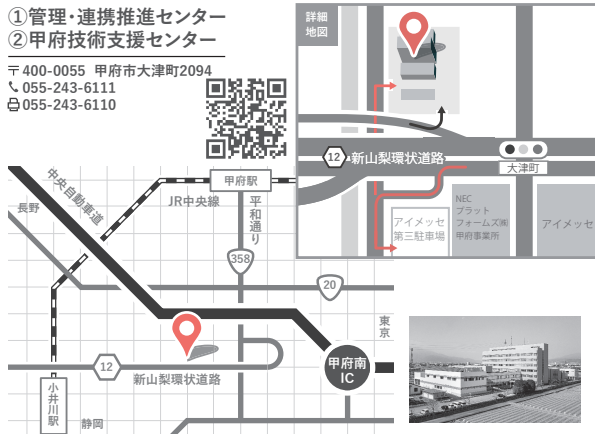 ①管理・連携推進センター
②甲府技術支援センター
〒400-0055 甲府市大津町2094
055-243-6111
055-243-6110
詳細
地図
12
新山梨環状道路
大津町
アイメッセ
第三駐車場
NEC
プラット
フォームズ㈱
甲府事業所
アイメッセ
中央自動車道
長野
JR中央線
甲府駅
平和通り
358
20
東京
12
新山梨環状道路
甲府南
IC
小井川駅
静岡